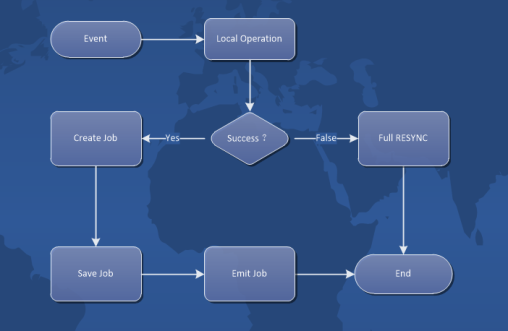 Event
Local Operation
Create Job
Yes
Success ?
False
Full RESYNC
Save Job
Emit Job
End